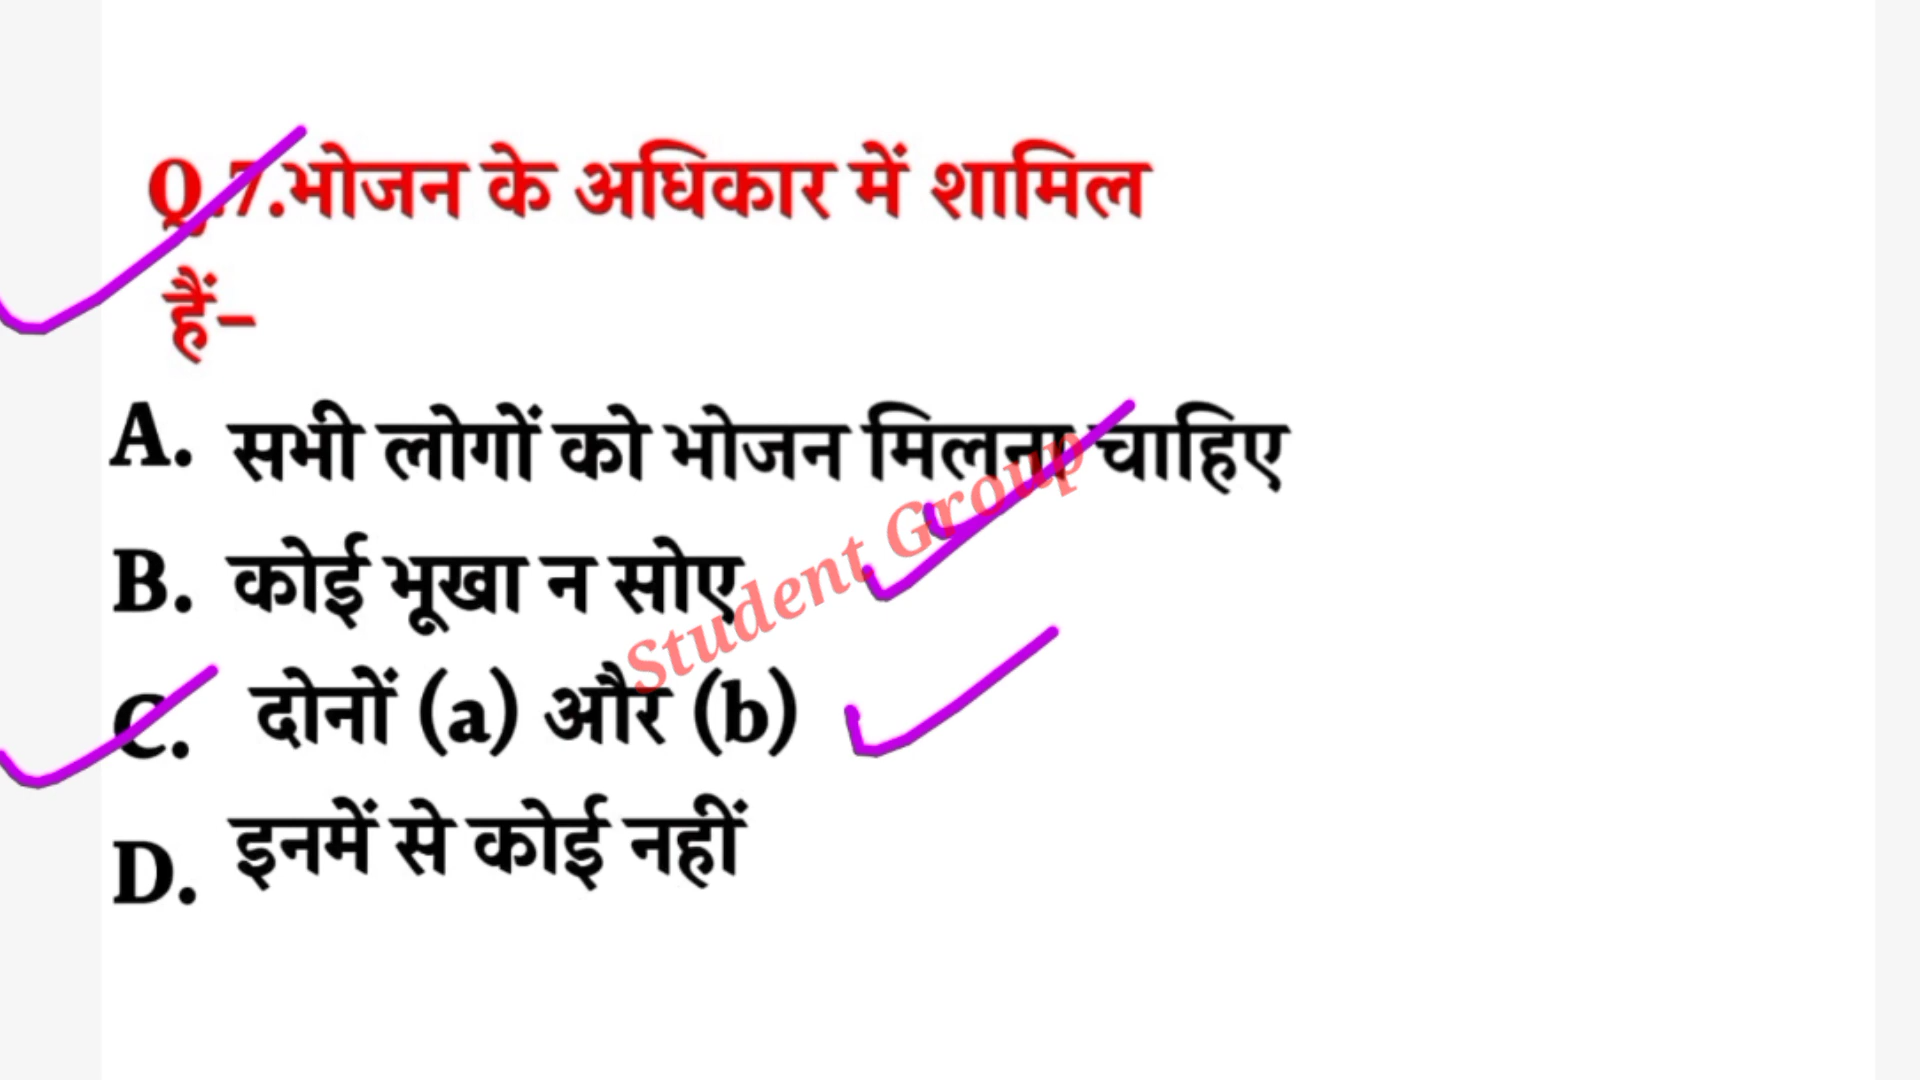 Q.7.भोजन के अधिकार में शामिल
हैं–
A. सभी लोगों को भोजन मिलना चाहिए
B. कोई भूखा न सोए
C. दोनों (a) और (b)
D. इनमें से कोई नहीं
Student Group